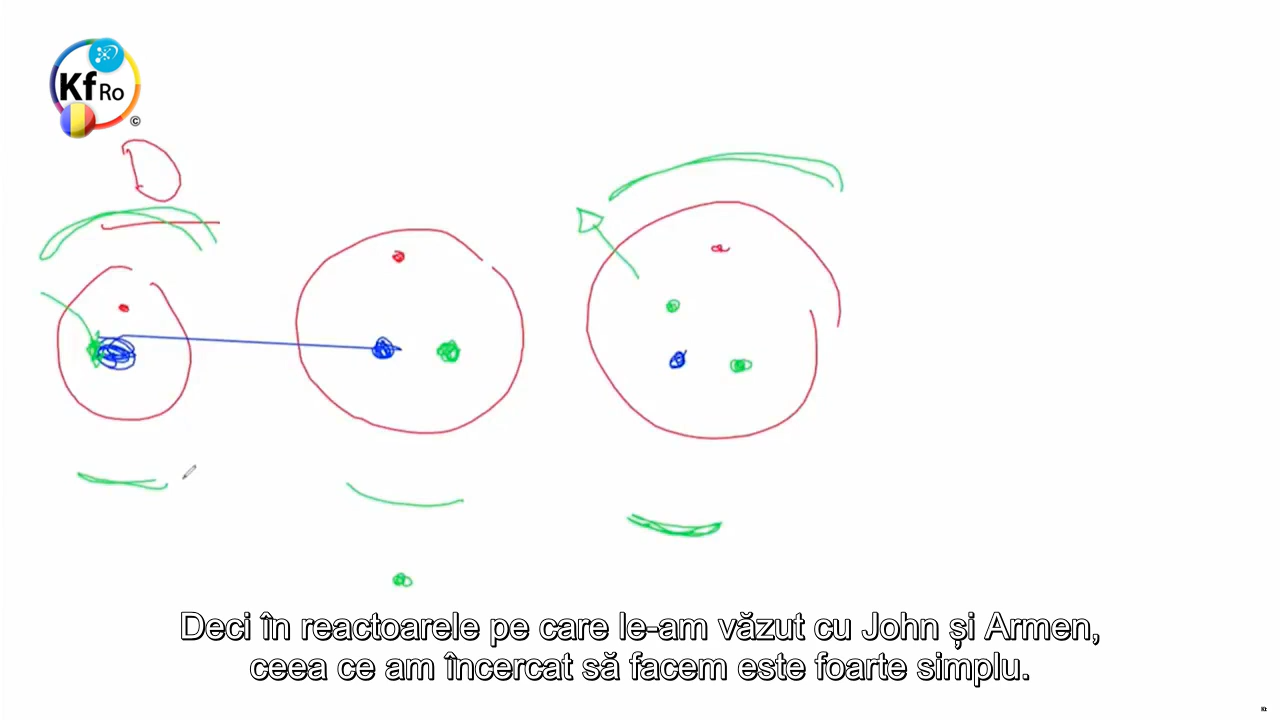 Kf Ro
©
D
Deci în reactoarele pe care le-am văzut cu John și Armen,
ceea ce am încercat să facem este foarte simplu.